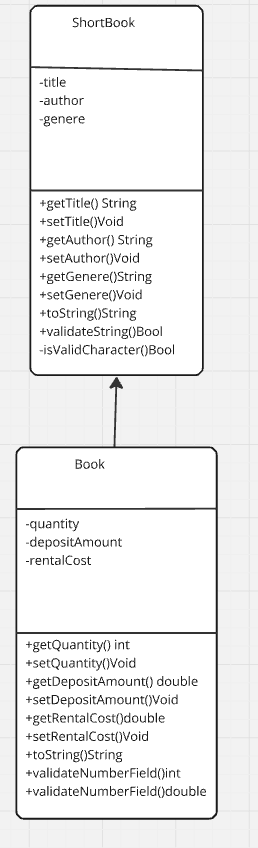 ShortBook
-title
-author
-genere
+getTitle() String
+setTitle()Void
+getAuthor() String
+setAuthor()Void
+getGenere()String
+setGenere()Void
+toString()String
+validateString()Bool
-isValidCharacter()Bool
Book
-quantity
-depositAmount
-rentalCost
+getQuantity() int
+setQuantity()Void
+getDepositAmount() double
+setDepositAmount()Void
+getRentalCost()double
+setRentalCost()Void
+toString()String
+validateNumberField()int
+validateNumberField()double